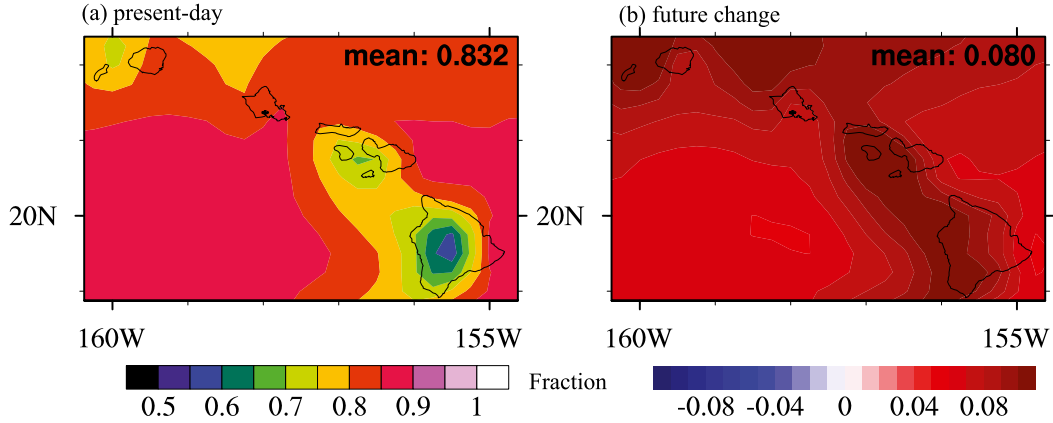 (a) present-day
(b) future change
mean: 0.832
mean: 0.080
20N
20N
160W
155W
160W
155W
0.5 0.6 0.7 0.8 0.9 1
Fraction
-0.08 -0.04 0 0.04 0.08